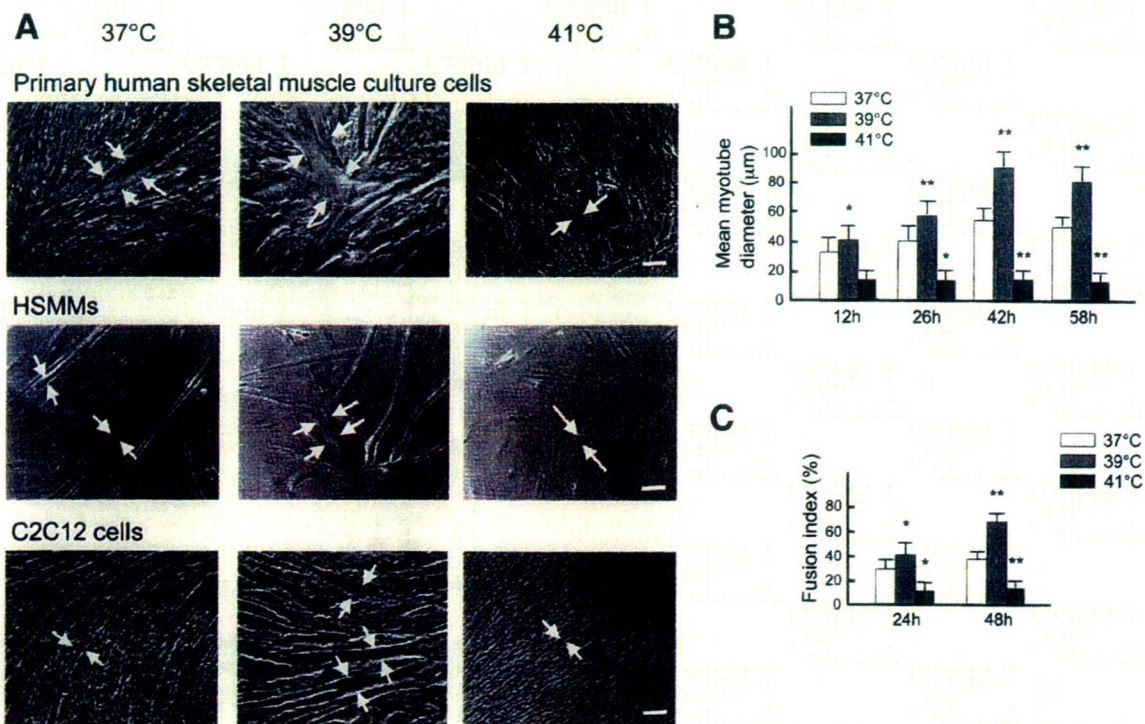 A
37°C 39°C 41°C
Primary human skeletal muscle culture cells
HSMMs
C2C12 cells
B
37°C
39°C
41°C
Mean myotube
diameter (μm)
100
80
60
40
20
0
* ** ** **
* ** **
12h 26h 42h 58h
C
37°C
39°C
41°C
Fusion index (%)
80
60
40
20
0
* **
* **
24h 48h